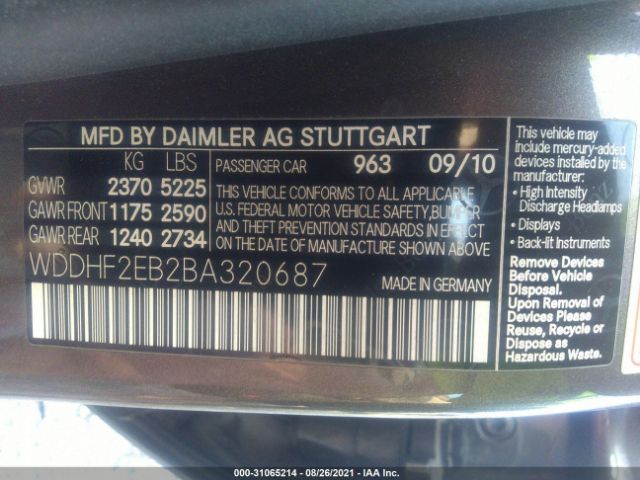 MFD BY DAIMLER AG STUTTGART
KG LBS
PASSENGER CAR 963 09/10
GVWR 2370 5225
GAWR FRONT 1175 2590
GAWR REAR 1240 2734
THIS VEHICLE CONFORMS TO ALL APPLICABLE
U.S. FEDERAL MOTOR VEHICLE SAFETY, BUMPER
AND THEFT PREVENTION STANDARDS IN EFFECT
ON THE DATE OF MANUFACTURE SHOWN ABOVE
WDDHF2EB2BA320687
MADE IN GERMANY
This vehicle may
include mercury-added
devices installed by the
manufacturer:
• High Intensity
Discharge Headlamps
• Displays
• Back-lit Instruments
Remove Devices
Before Vehicle
Disposal.
Upon Removal of
Devices Please
Reuse, Recycle or
Dispose as
Hazardous Waste.
000-31065214 - 08/26/2021 - IAA Inc.